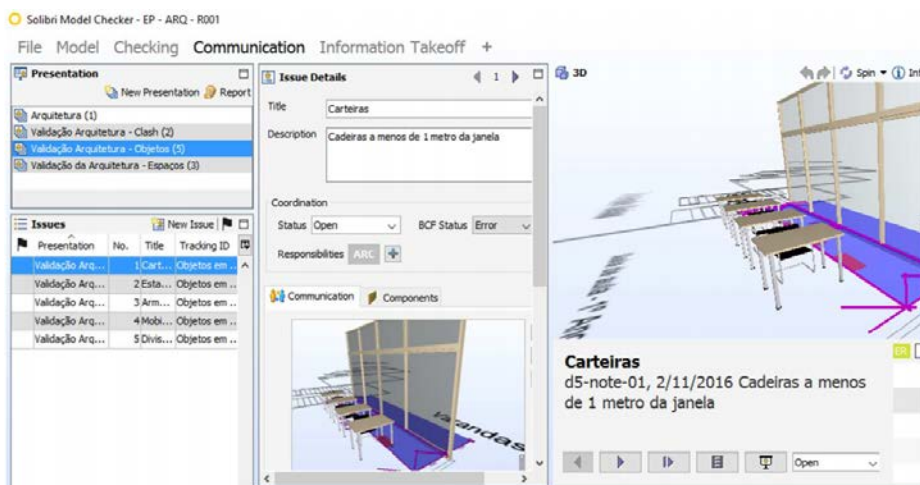 Solibri Model Checker - EP - ARQ - R001
File Model Checking Communication Information Takeoff +
Presentation
New Presentation Report
Arquitetura (1)
Validação Arquitetura - Clash (2)
Validação Arquitetura - Objetos (5)
Validação da Arquitetura - Espaços (3)
Issues New Issue
Presentation No. Title Tracking ID
Validação Arq... 1 Cart... Objetos em ..
Validação Arq... 2 Esta... Objetos em ..
Validação Arq... 3 Arm... Objetos em ..
Validação Arq... 4 Mobi... Objetos em ..
Validação Arq... 5 Divis... Objetos em ..
Issue Details 1
Title Carteiras
Description Cadeiras a menos de 1 metro da janela
Coordination
Status Open BCF Status Error
Responsibilities ARC
Communication Components
Varandas
3D Spin Inf
Carteiras
d5-note-01, 2/11/2016 Cadeiras a menos
de 1 metro da janela
Open
ER